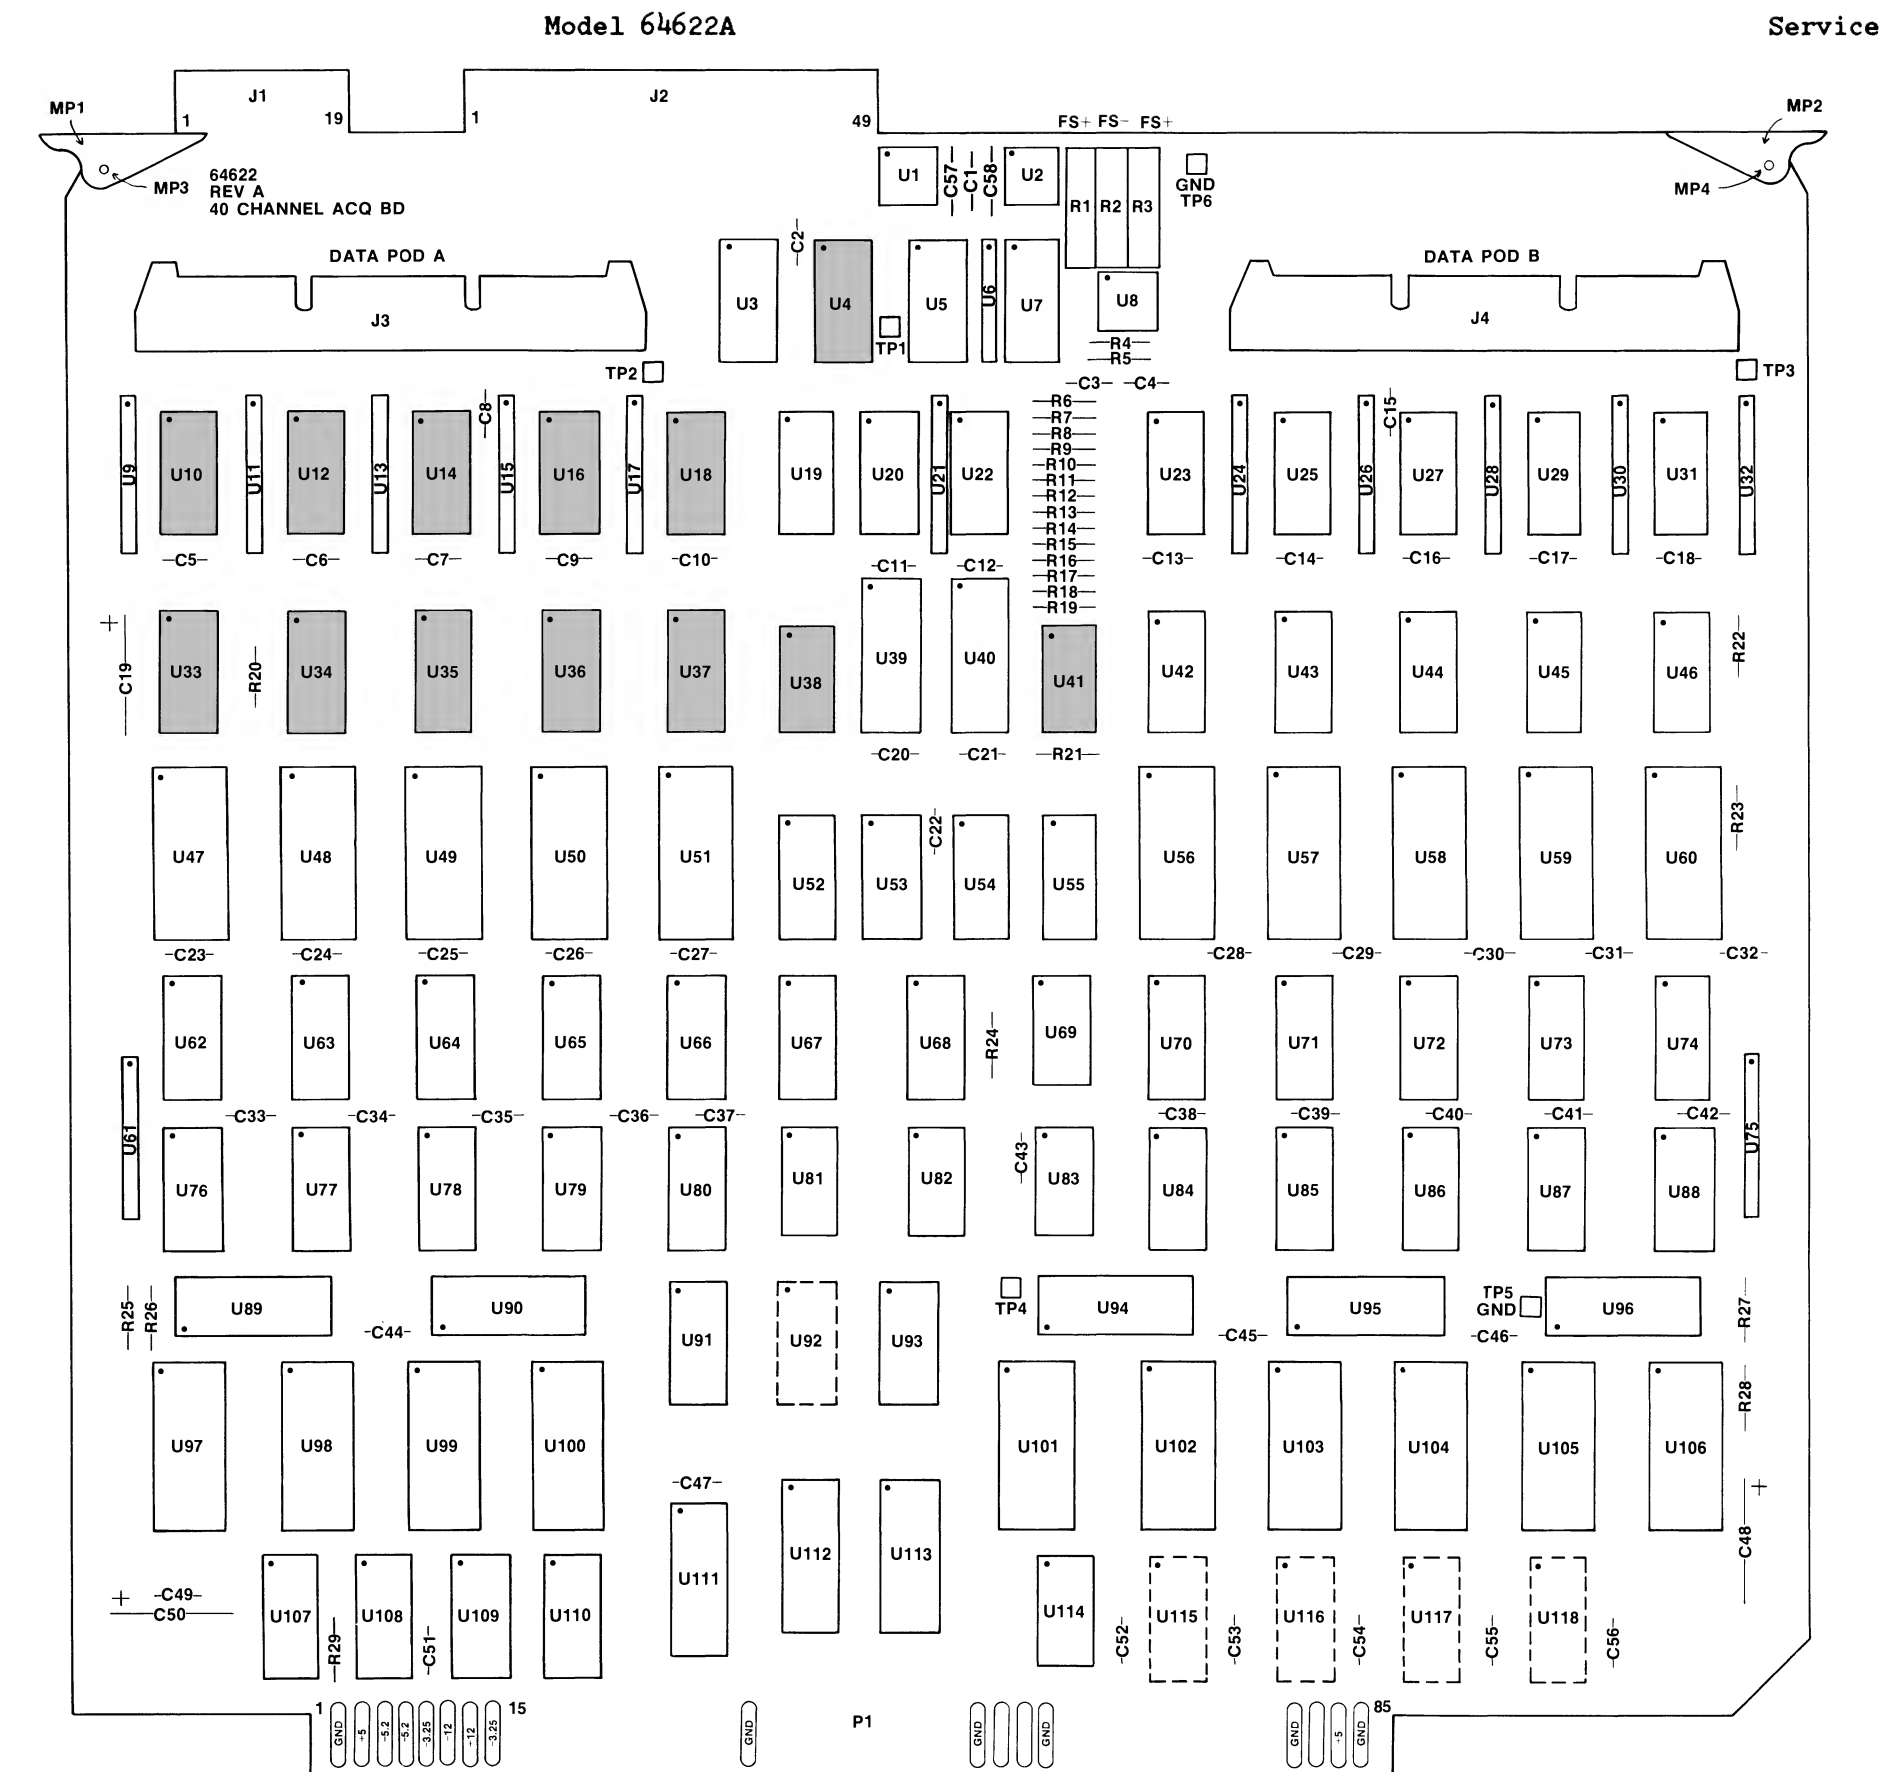 Model 64622A
Service
J1
J2
MP1
MP2
1
19
1
49
FS+ FS- FS+
MP3
MP4
64622
REV A
40 CHANNEL ACQ BD
U1
C57
C1
C58
U2
R1
R2
R3
GND
TP6
DATA POD A
DATA POD B
J3
J4
C2
U3
U4
TP1
U5
U6
U7
U8
R4
R5
TP2
TP3
C3
C4
U9
U10
U11
U12
U13
U14
C8
U15
U16
U17
U18
U19
U20
U21
U22
R6
R7
R8
R9
R10
R11
R12
R13
R14
R15
R16
R17
R18
R19
U23
U24
U25
U26
C15
U27
U28
U29
U30
U31
U32
C5
C6
C7
C9
C10
C11
C12
C13
C14
C16
C17
C18
+
C19
U33
R20
U34
U35
U36
U37
U38
U39
U40
U41
U42
U43
U44
U45
U46
R22
C20
C21
R21
U47
U48
U49
U50
U51
U52
U53
C22
U54
U55
U56
U57
U58
U59
U60
R23
C23
C24
C25
C26
C27
C28
C29
C30
C31
C32
U62
U63
U64
U65
U66
U67
U68
R24
U69
U70
U71
U72
U73
U74
C33
C34
C35
C36
C37
C38
C39
C40
C41
C42
U61
U75
U76
U77
U78
U79
U80
U81
U82
C43
U83
U84
U85
U86
U87
U88
R25
R26
U89
C44
U90
U91
U92
U93
TP4
U94
C45
U95
TP5
GND
C46
U96
R27
U97
U98
U99
U100
U101
U102
U103
U104
U105
U106
R28
C47
+
C48
U111
U112
U113
+
C49
C50
U107
R29
U108
C51
U109
U110
U114
C52
U115
C53
U116
C54
U117
C55
U118
C56
1
GND
+5
-5.2
-5.2
-3.25
-12
+12
-3.25
15
GND
P1
GND
GND
GND
+5
GND
85